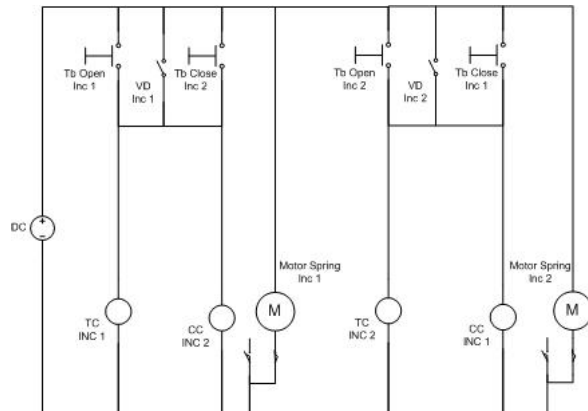 Tb Open
Inc 1
VD
Inc 1
Tb Close
Inc 2
Tb Open
Inc 2
VD
Inc 2
Tb Close
Inc 1
DC
+
−
Motor Spring
Inc 1
Motor Spring
Inc 2
TC
INC 1
CC
INC 2
M
TC
INC 2
CC
INC 1
M